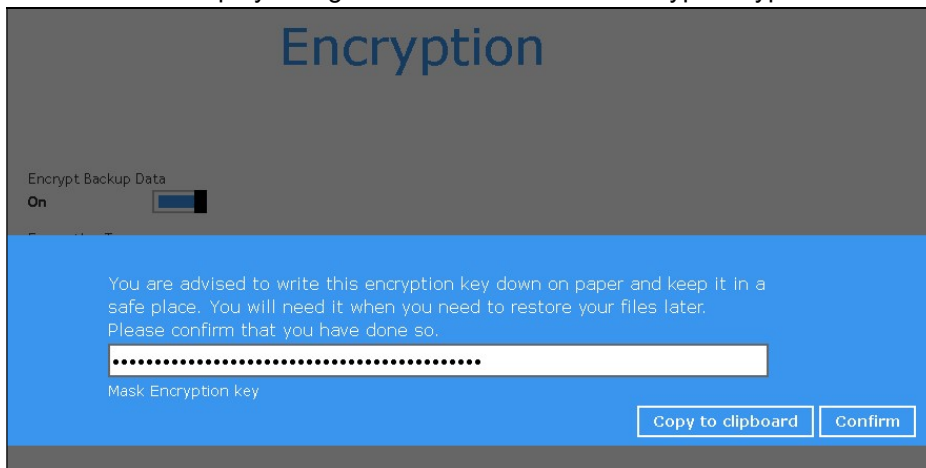 Encryption
Encrypt Backup Data
On
You are advised to write this encryption key down on paper and keep it in a
safe place. You will need it when you need to restore your files later.
Please confirm that you have done so.
••••••••••••••••••••••••••••••••••••••••••••
Mask Encryption key
Copy to clipboard Confirm